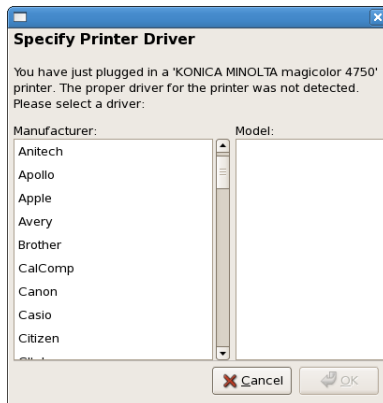 Specify Printer Driver
You have just plugged in a 'KONICA MINOLTA magicolor 4750'
printer. The proper driver for the printer was not detected.
Please select a driver:
Manufacturer:
Model:
Anitech
Apollo
Apple
Avery
Brother
CalComp
Canon
Casio
Citizen
Cancel
OK